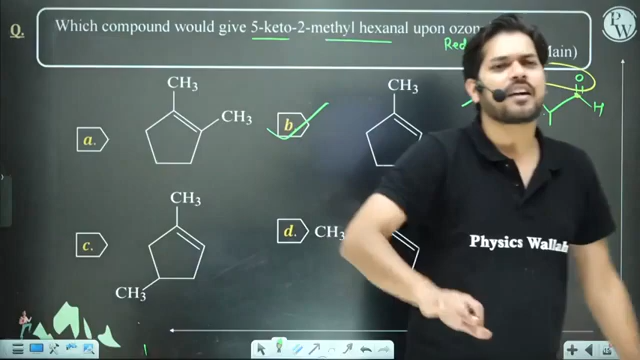 Q.
Which compound would give 5-keto-2-methyl hexanal upon
Red
Main)
PW
CH3
CH3
a.
CH3
b
O
H
CH3
CH3
c.
d.
CH3
Physics Wallah